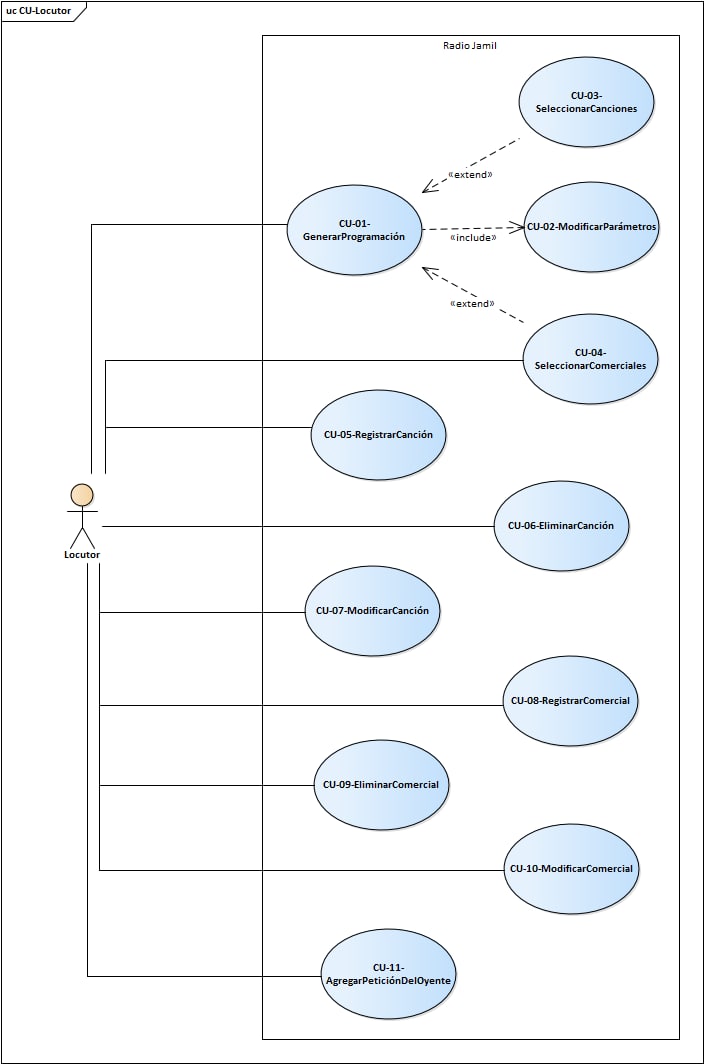 uc CU-Locutor
Radio Jamil
CU-03-
SeleccionarCanciones
«extend»
CU-01-
GenerarProgramación
«include»
CU-02-ModificarParámetros
«extend»
CU-04-
SeleccionarComerciales
CU-05-RegistrarCanción
CU-06-EliminarCanción
Locutor
CU-07-ModificarCanción
CU-08-RegistrarComercial
CU-09-EliminarComercial
CU-10-ModificarComercial
CU-11-
AgregarPeticiónDelOyente